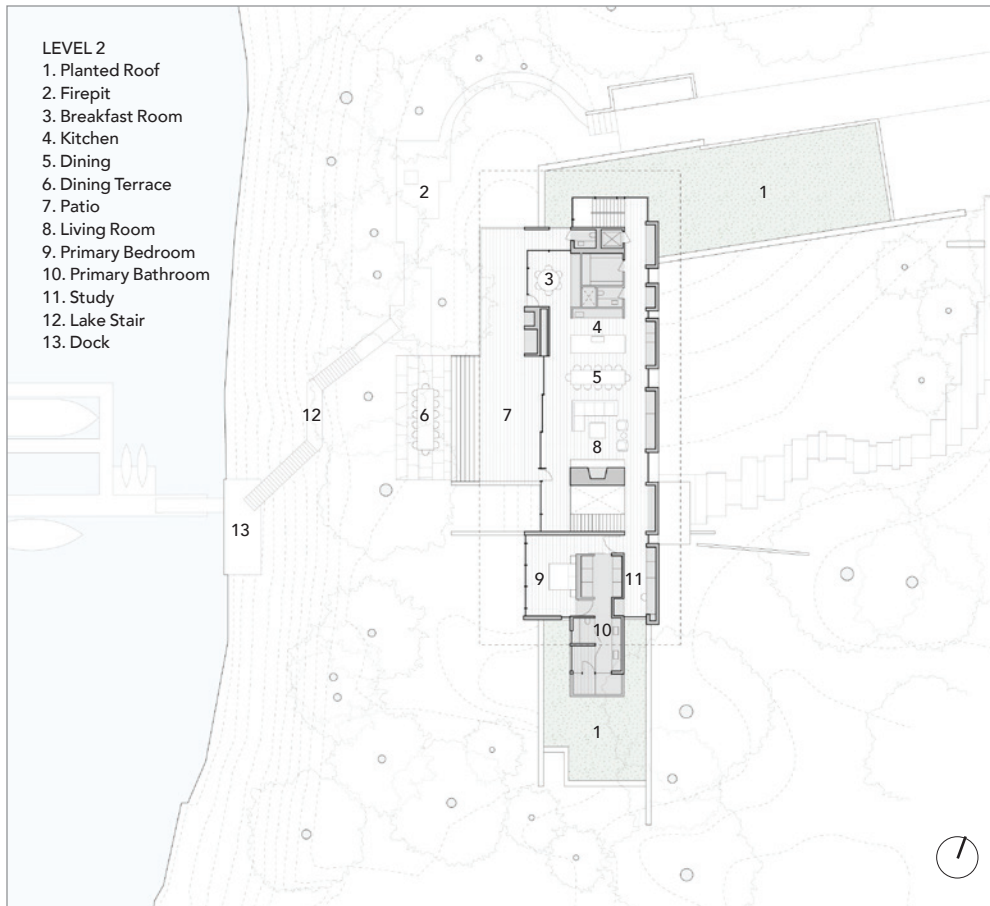 LEVEL 2
1. Planted Roof
2. Firepit
3. Breakfast Room
4. Kitchen
5. Dining
6. Dining Terrace
7. Patio
8. Living Room
9. Primary Bedroom
10. Primary Bathroom
11. Study
12. Lake Stair
13. Dock
2
1
3
4
5
12
6
7
8
13
9
11
10
1